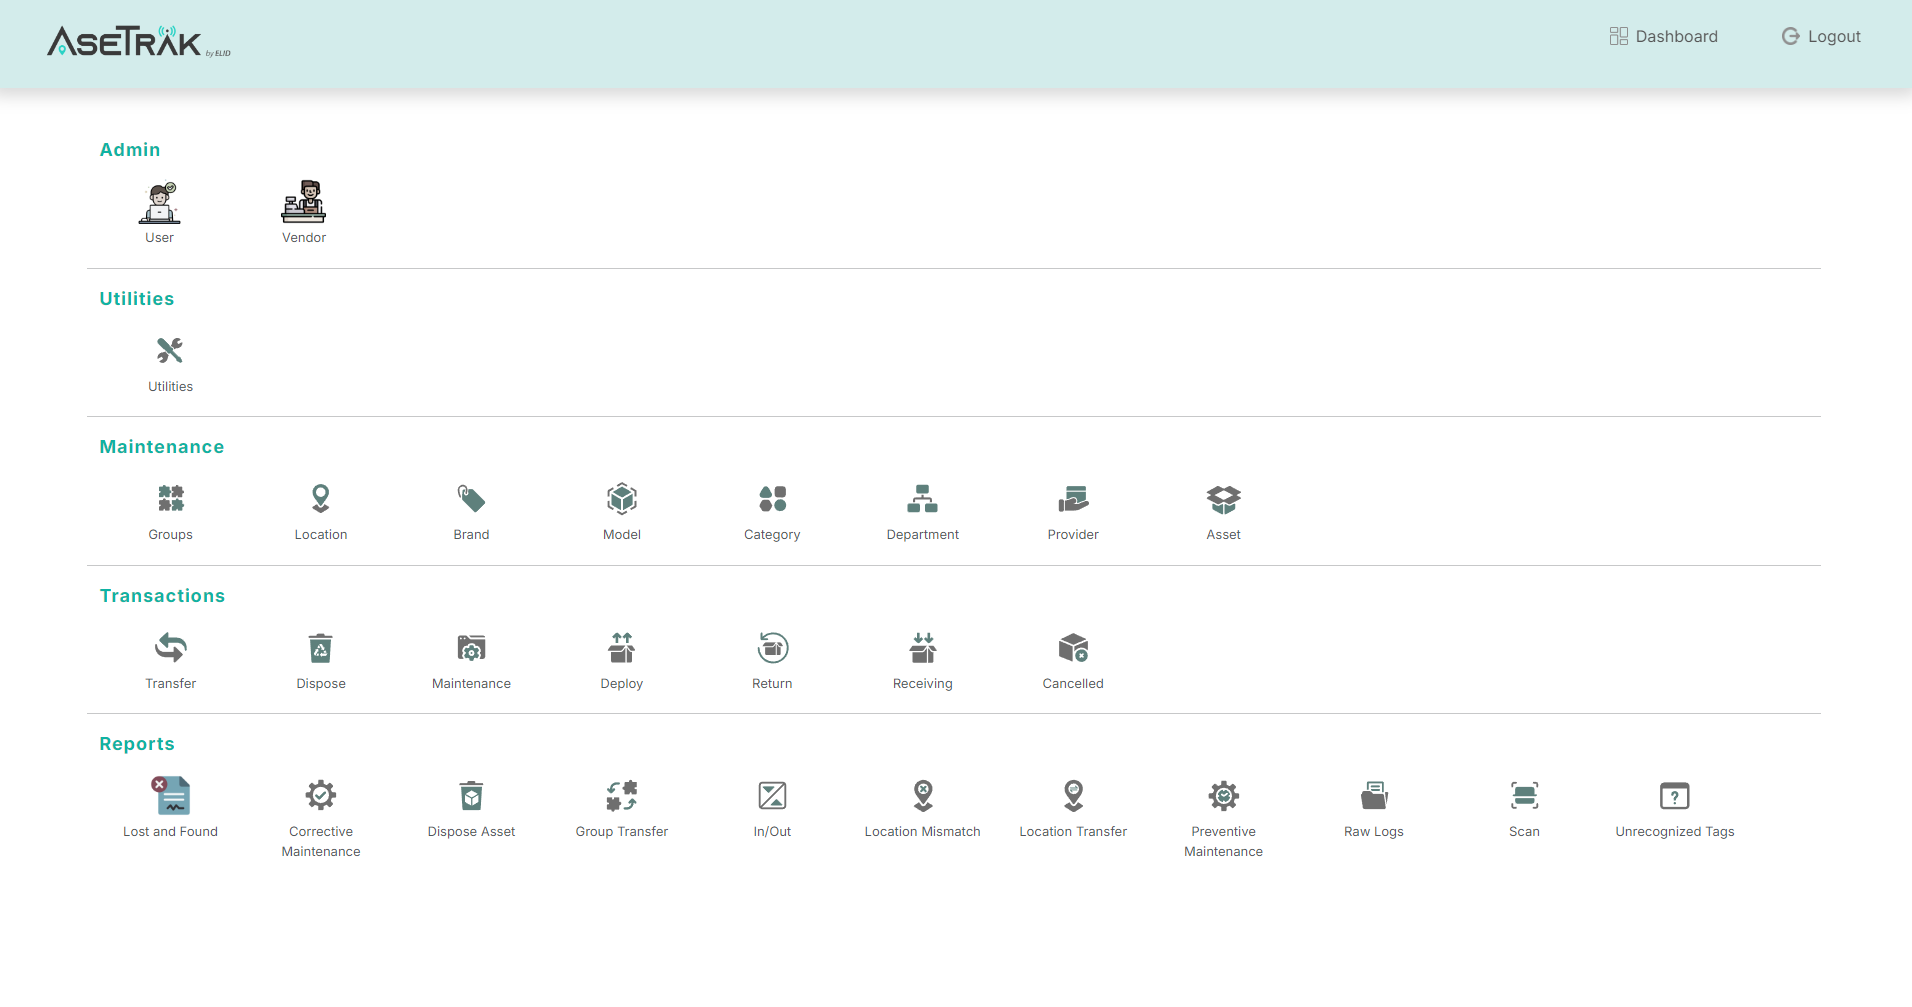 ASETRAK by ELID
Dashboard
Logout
Admin
User
Vendor
Utilities
Utilities
Maintenance
Groups
Location
Brand
Model
Category
Department
Provider
Asset
Transactions
Transfer
Dispose
Maintenance
Deploy
Return
Receiving
Cancelled
Reports
Lost and Found
Corrective
Maintenance
Dispose Asset
Group Transfer
In/Out
Location Mismatch
Location Transfer
Preventive
Maintenance
Raw Logs
Scan
Unrecognized Tags